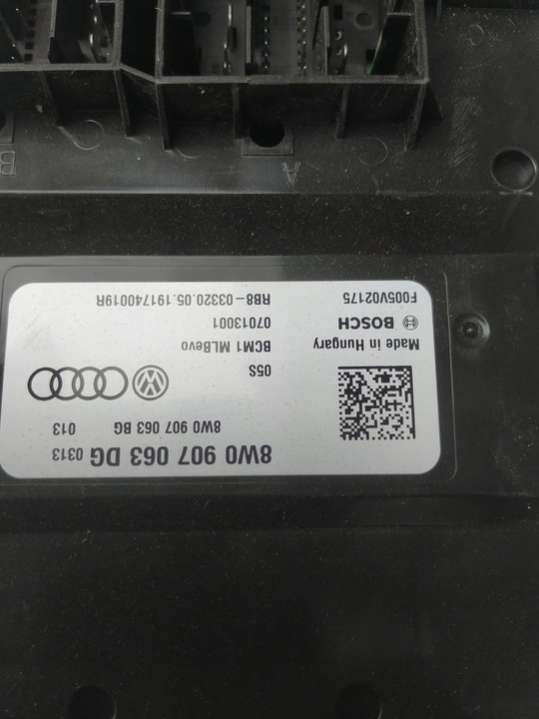 8W0 907 063 DG 0313
8W0 907 063 BG 013
05S
BCM1 MLBevo
07013001
RB8-03320.05.191740019R
Made in Hungary
BOSCH
F005V02175
A
B